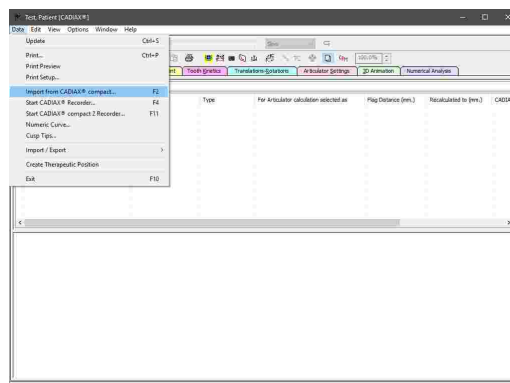 Test, Patient [CADIAX®]
Data Edit View Options Window Help
Update Ctrl+S
Print... Ctrl+P
Print Preview
Print Setup...
Import from CADIAX® compact... F2
Start CADIAX® Recorder... F4
Start CADIAX® compact 2 Recorder... F11
Numeric Curve...
Cusp Tips...
Import / Export
Create Therapeutic Position
Exit F10
100.0%
Tooth Kinetics Translations-Rotations Articulator Settings 3D Animation Numerical Analyses
Type For Articulator calculation selected as Flag Distance (mm.) Recalculated to (mm.) CADIA